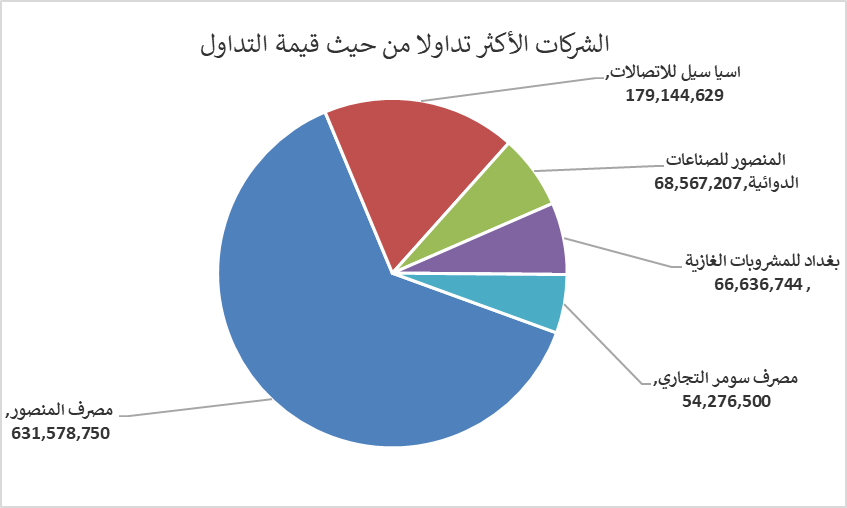 الشركات الأكثر تداولا من حيث قيمة التداول
اسيا سيل للاتصالات,
179,144,629
المنصور للصناعات
الدوائية,68,567,207
بغداد للمشروبات الغازية
, 66,636,744
مصرف سومر التجاري,
54,276,500
مصرف المنصور,
631,578,750